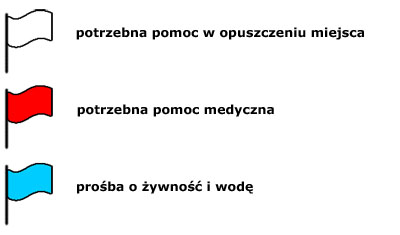 potrzebna pomoc w opuszczeniu miejsca
potrzebna pomoc medyczna
prośba o żywność i wodę